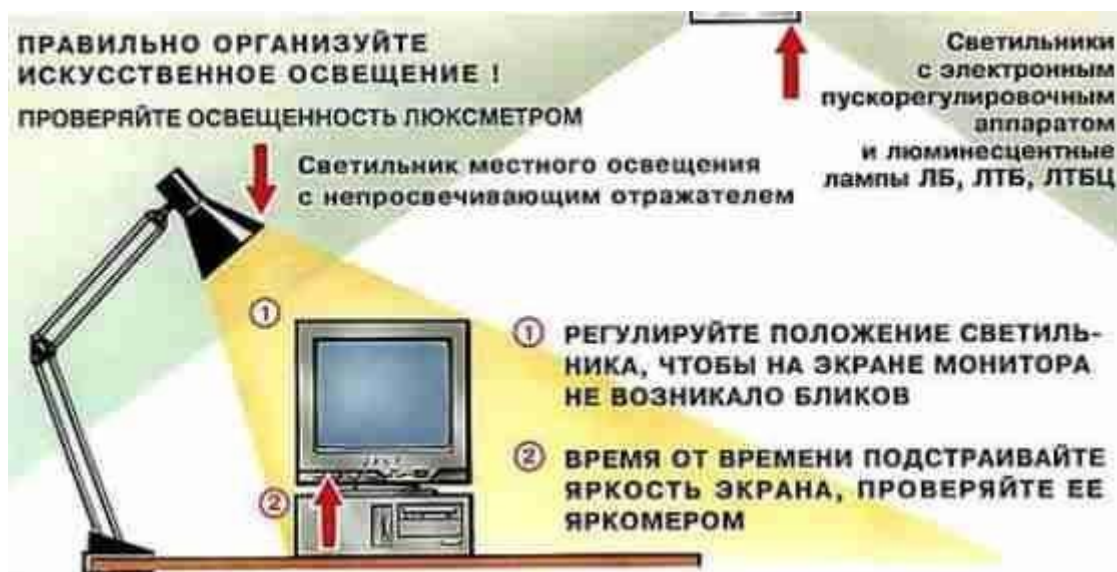 ПРАВИЛЬНО ОРГАНИЗУЙТЕ
ИСКУССТВЕННОЕ ОСВЕЩЕНИЕ !
ПРОВЕРЯЙТЕ ОСВЕЩЕННОСТЬ ЛЮКСМЕТРОМ
Светильник местного освещения
с непросвечивающим отражателем
Светильники
с электронным
пускорегулировочным
аппаратом
и люминесцентные
лампы ЛБ, ЛТБ, ЛТБЦ
1
1 РЕГУЛИРУЙТЕ ПОЛОЖЕНИЕ СВЕТИЛЬ-
НИКА, ЧТОБЫ НА ЭКРАНЕ МОНИТОРА
НЕ ВОЗНИКАЛО БЛИКОВ
2
2 ВРЕМЯ ОТ ВРЕМЕНИ ПОДСТРАИВАЙТЕ
ЯРКОСТЬ ЭКРАНА, ПРОВЕРЯЙТЕ ЕЕ
ЯРКОМЕРОМ